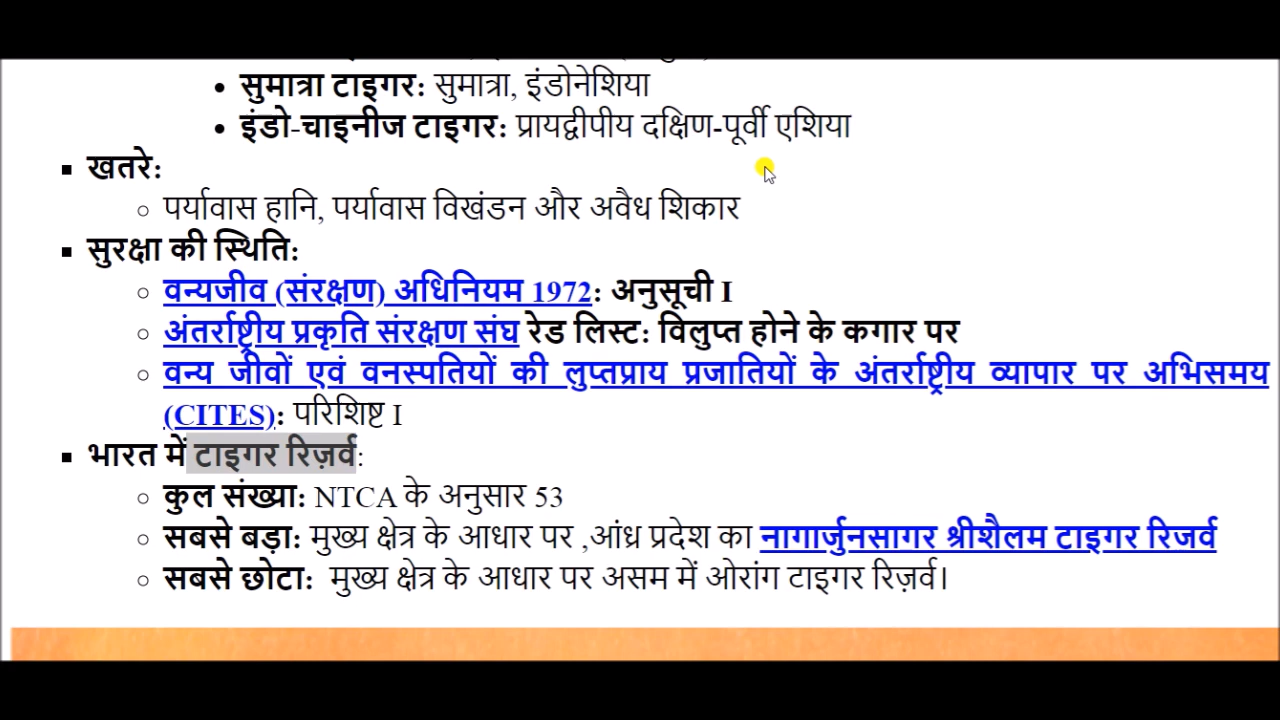 सुमात्रा टाइगर: सुमात्रा, इंडोनेशिया
इंडो-चाइनीज टाइगर: प्रायद्वीपीय दक्षिण-पूर्वी एशिया
खतरे:
पर्यावास हानि, पर्यावास विखंडन और अवैध शिकार
सुरक्षा की स्थिति:
वन्यजीव (संरक्षण) अधिनियम 1972: अनुसूची I
अंतर्राष्ट्रीय प्रकृति संरक्षण संघ रेड लिस्ट: विलुप्त होने के कगार पर
वन्य जीवों एवं वनस्पतियों की लुप्तप्राय प्रजातियों के अंतर्राष्ट्रीय व्यापार पर अभिसमय
(CITES): परिशिष्ट I
भारत में टाइगर रिज़र्व:
कुल संख्या: NTCA के अनुसार 53
सबसे बड़ा: मुख्य क्षेत्र के आधार पर ,आंध्र प्रदेश का नागार्जुनसागर श्रीशैलम टाइगर रिजर्व
सबसे छोटा: मुख्य क्षेत्र के आधार पर असम में ओरांग टाइगर रिज़र्व।